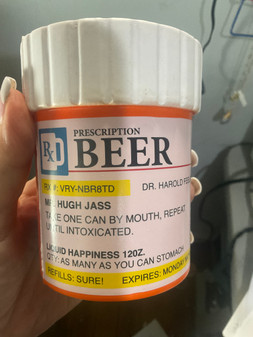 Rx
PRESCRIPTION
BEER
RX #: VRY-NBR8TD
DR. HAROLD
MR. HUGH JASS
TAKE ONE CAN BY MOUTH, REPEAT
UNTIL INTOXICATED.
LIQUID HAPPINESS 12OZ.
QTY: AS MANY AS YOU CAN STOMACH
REFILLS: SURE!
EXPIRES: MONDAY